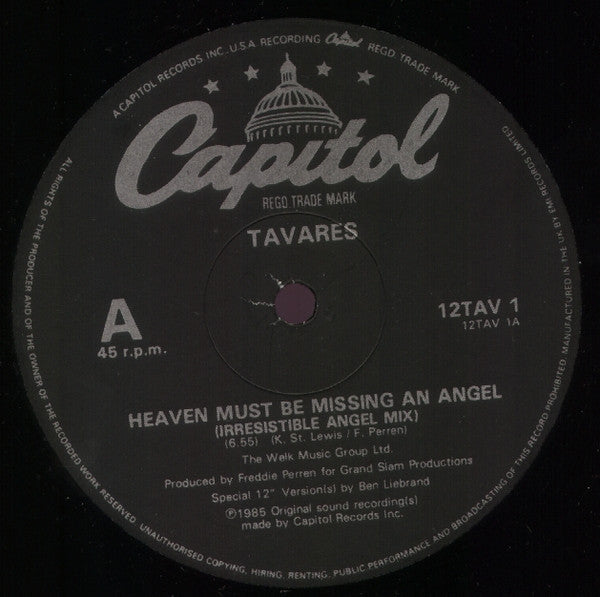 A CAPITOL RECORDS INC., U.S.A. RECORDING Capitol REGD. TRADE MARK
Capitol
REGD TRADE MARK
TAVARES
A
45 r.p.m.
12TAV 1
12TAV 1A
HEAVEN MUST BE MISSING AN ANGEL
(IRRESISTIBLE ANGEL MIX)
(6.55) (K. St. Lewis / F. Perren)
The Welk Music Group Ltd.
Produced by Freddie Perren for Grand Slam Productions
Special 12" Version(s) by Ben Liebrand
℗1985 Original sound recording(s)
made by Capitol Records Inc.
ALL RIGHTS OF THE PRODUCER AND OF THE OWNER OF THE RECORDED WORK RESERVED. UNAUTHORISED COPYING, HIRING, RENTING, PUBLIC PERFORMANCE AND BROADCASTING OF THIS RECORD PROHIBITED. MANUFACTURED IN THE U.K. BY EMI RECORDS LIMITED